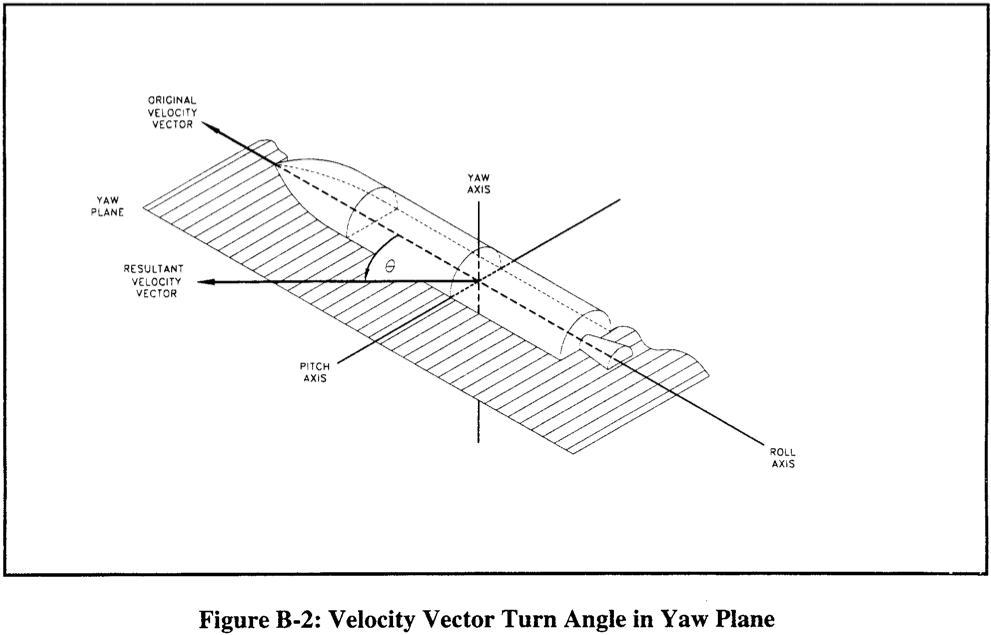 ORIGINAL
VELOCITY
VECTOR
YAW
AXIS
YAW
PLANE
θ
RESULTANT
VELOCITY
VECTOR
PITCH
AXIS
ROLL
AXIS
Figure B-2: Velocity Vector Turn Angle in Yaw Plane